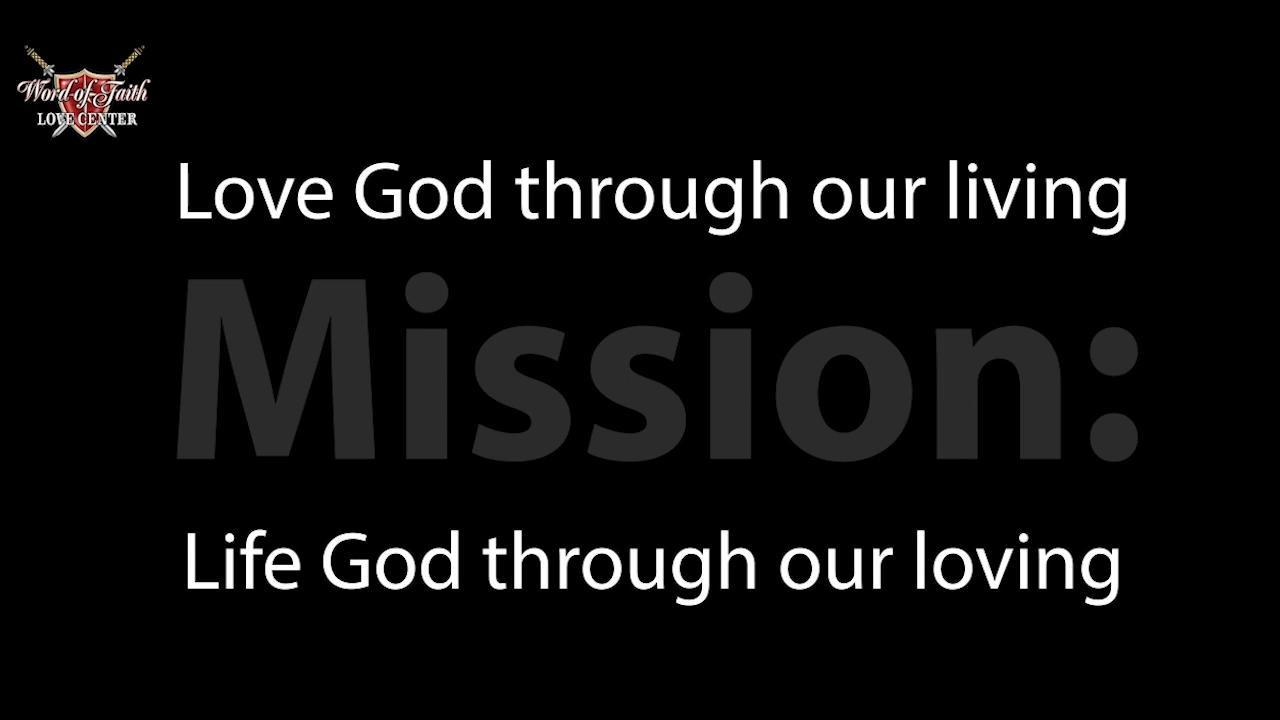 Word of Faith
LOVE CENTER
Love God through our living
Mission:
Life God through our loving